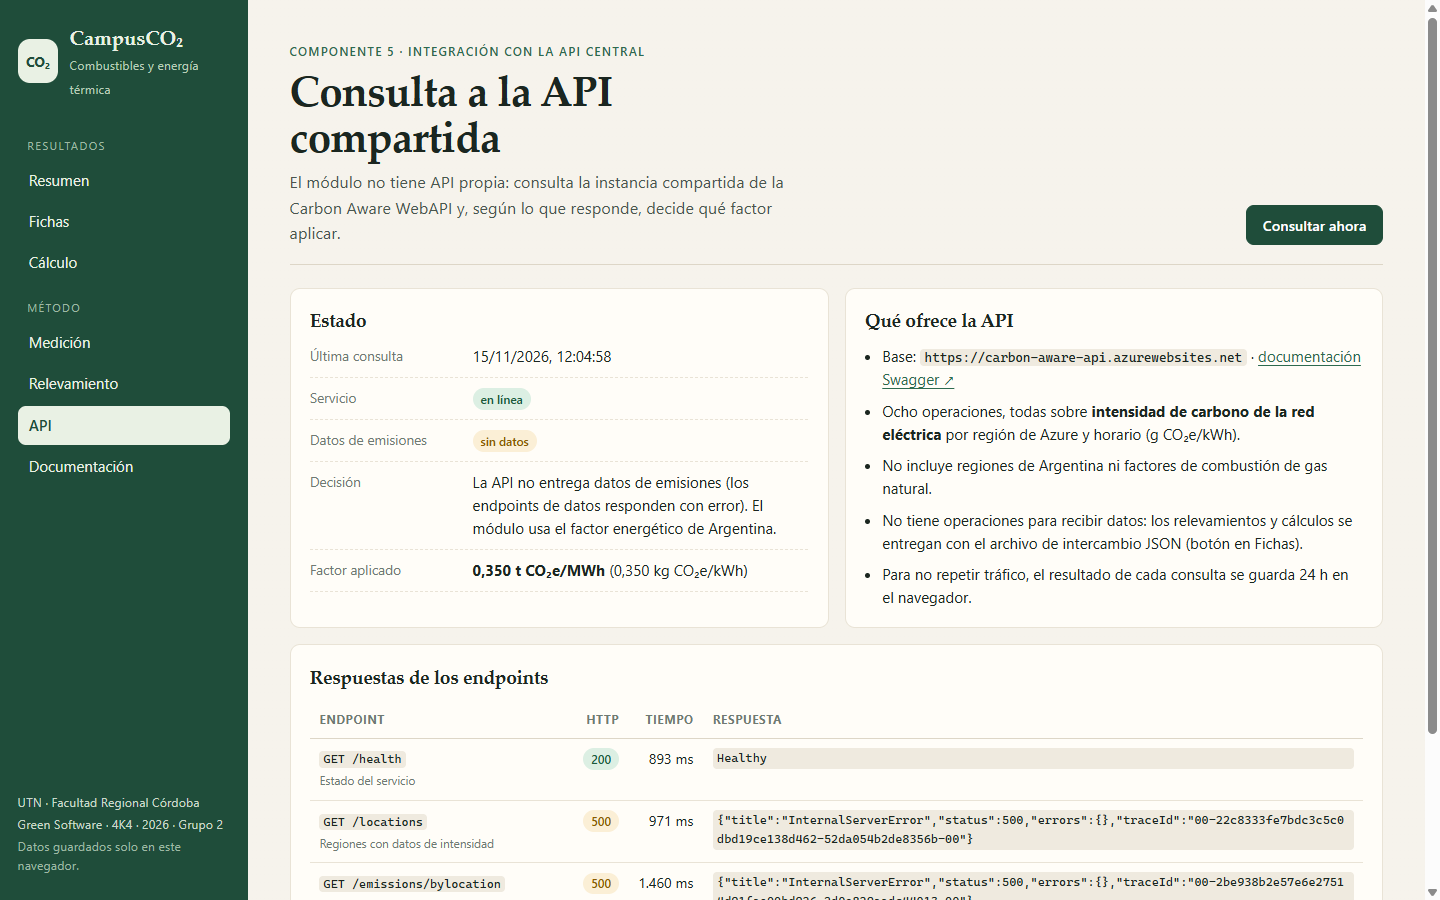 CO₂
CampusCO₂
Combustibles y energía
térmica
RESULTADOS
Resumen
Fichas
Cálculo
MÉTODO
Medición
Relevamiento
API
Documentación
UTN · Facultad Regional Córdoba
Green Software · 4K4 · 2026 · Grupo 2
Datos guardados solo en este
navegador.
COMPONENTE 5 · INTEGRACIÓN CON LA API CENTRAL
Consulta a la API
compartida
El módulo no tiene API propia: consulta la instancia compartida de la
Carbon Aware WebAPI y, según lo que responde, decide qué factor
aplicar.
Consultar ahora
Estado
Última consulta 15/11/2026, 12:04:58
Servicio en línea
Datos de emisiones sin datos
Decisión La API no entrega datos de emisiones (los
endpoints de datos responden con error). El
módulo usa el factor energético de Argentina.
Factor aplicado 0,350 t CO₂e/MWh (0,350 kg CO₂e/kWh)
Qué ofrece la API
• Base: https://carbon-aware-api.azurewebsites.net · documentación
Swagger ↗
• Ocho operaciones, todas sobre intensidad de carbono de la red
eléctrica por región de Azure y horario (g CO₂e/kWh).
• No incluye regiones de Argentina ni factores de combustión de gas
natural.
• No tiene operaciones para recibir datos: los relevamientos y cálculos se
entregan con el archivo de intercambio JSON (botón en Fichas).
• Para no repetir tráfico, el resultado de cada consulta se guarda 24 h en
el navegador.
Respuestas de los endpoints
ENDPOINT HTTP TIEMPO RESPUESTA
GET /health 200 893 ms Healthy
Estado del servicio
GET /locations 500 971 ms {"title":"InternalServerError","status":500,"errors":{},"traceId":"00-22c8333fe7bdc3c5c0
dbd19ce138d462-52da054b2de8356b-00"}
Regiones con datos de intensidad
GET /emissions/bylocation 500 1.460 ms {"title":"InternalServerError","status":500,"errors":{},"traceId":"00-2be938b2e57e6e2751